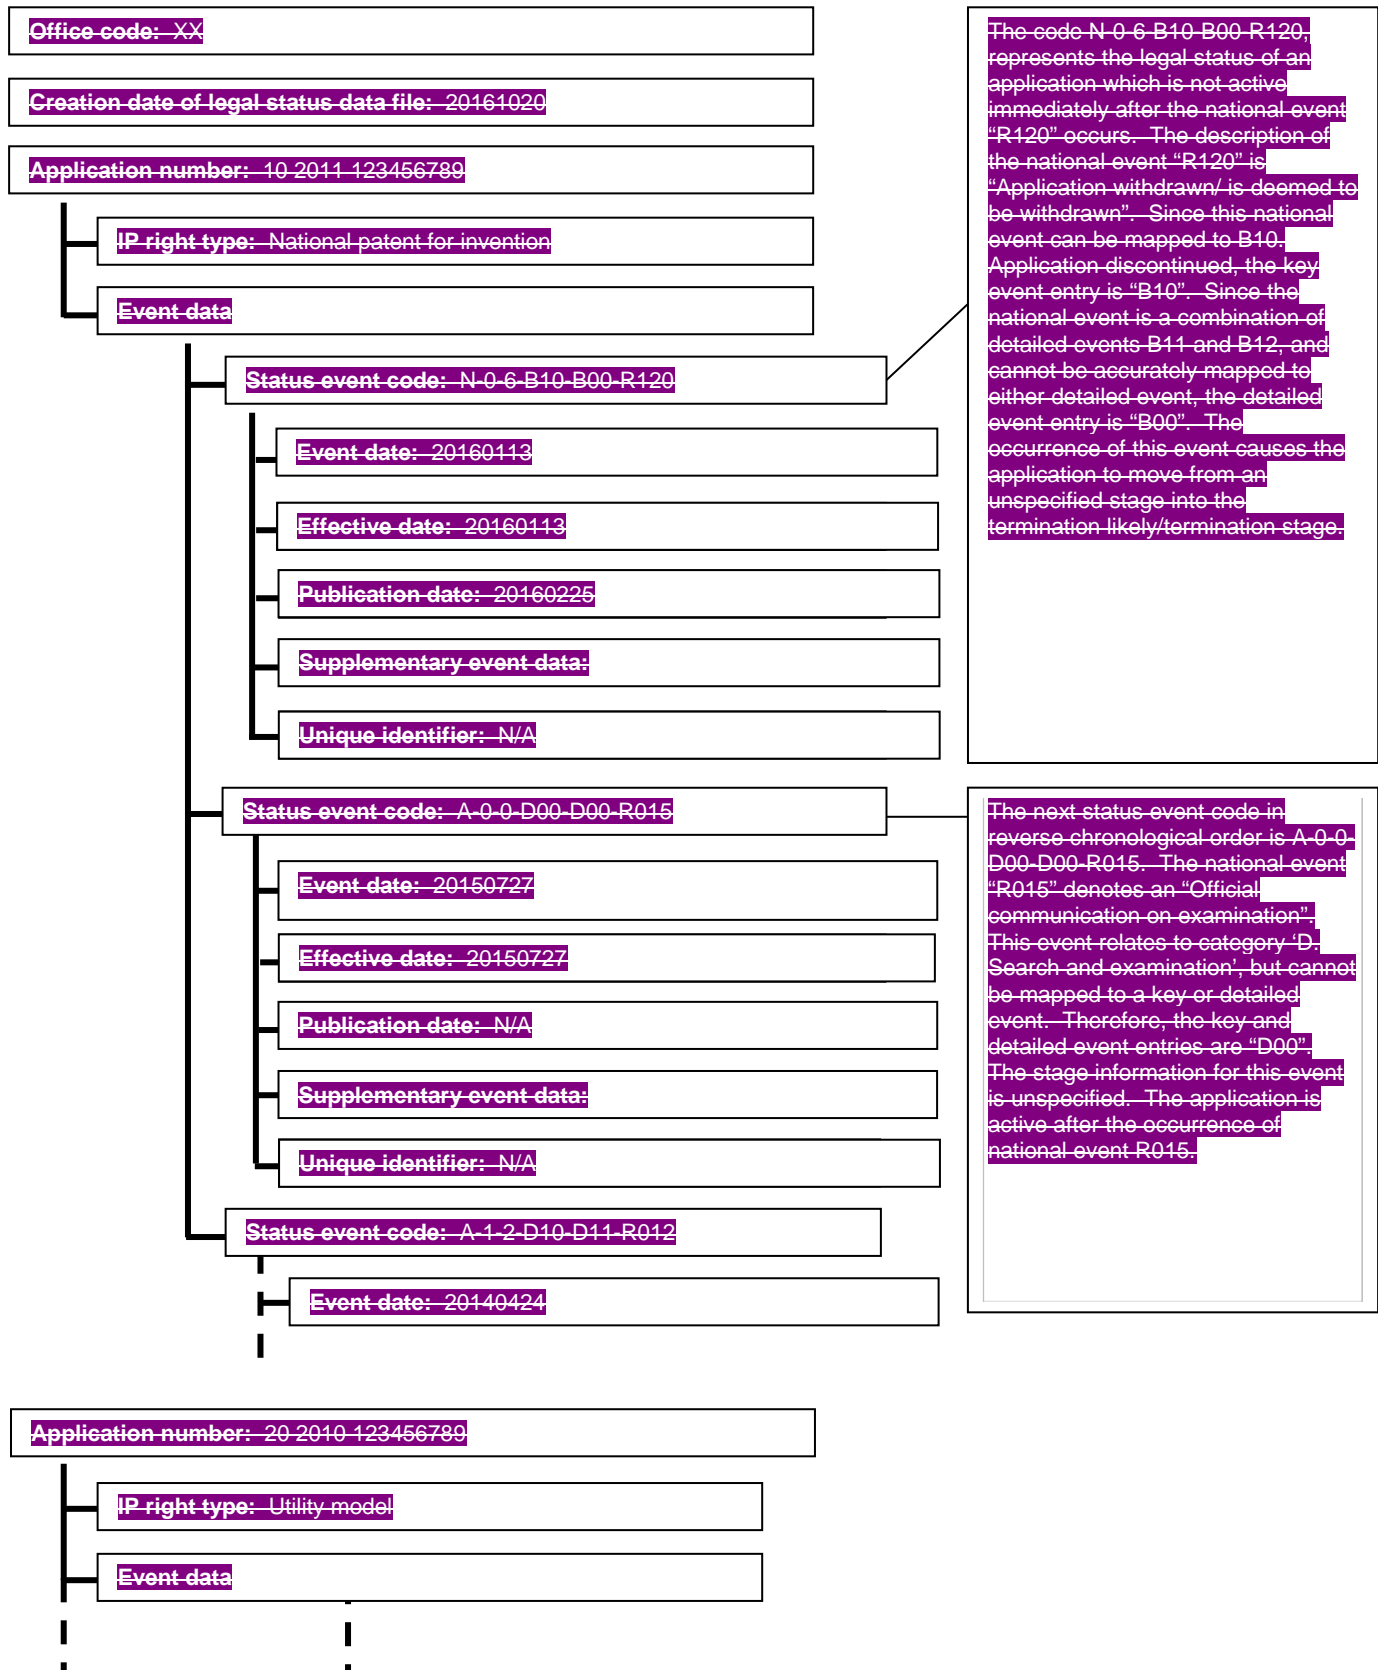 Office code: XX
Creation date of legal status data file: 20161020
Application number: 10 2011 123456789
IP right type: National patent for invention
Event data
Status event code: N-0-6-B10-B00-R120
Event date: 20160113
Effective date: 20160113
Publication date: 20160225
Supplementary event data:
Unique identifier: N/A
The code N-0-6-B10-B00-R120,
represents the legal status of an
application which is not active
immediately after the national event
“R120” occurs. The description of
the national event “R120” is
“Application withdrawn/ is deemed to
be withdrawn”. Since this national
event can be mapped to B10.
Application discontinued, the key
event entry is “B10”. Since the
national event is a combination of
detailed events B11 and B12, and
cannot be accurately mapped to
either detailed event, the detailed
event entry is “B00”. The
occurrence of this event causes the
application to move from an
unspecified stage into the
termination likely/termination stage.
Status event code: A-0-0-D00-D00-R015
Event date: 20150727
Effective date: 20150727
Publication date: N/A
Supplementary event data:
Unique identifier: N/A
The next status event code in
reverse chronological order is A-0-0-
D00-D00-R015. The national event
“R015” denotes an “Official
communication on examination”.
This event relates to category ‘D.
Search and examination’, but cannot
be mapped to a key or detailed
event. Therefore, the key and
detailed event entries are “D00”.
The stage information for this event
is unspecified. The application is
active after the occurrence of
national event R015.
Status event code: A-1-2-D10-D11-R012
Event date: 20140424
Application number: 20 2010 123456789
IP right type: Utility model
Event data